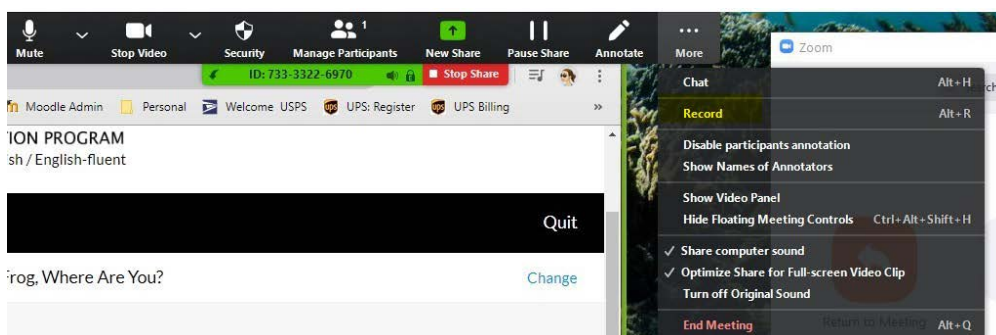 Mute
Stop Video
Security
Manage Participants
1
New Share
Pause Share
Annotate
More
Zoom
ID: 733-3322-6970
Stop Share
Moodle Admin
Personal
Welcome USPS
UPS: Register
UPS Billing
»
ION PROGRAM
sh / English-fluent
Quit
Frog, Where Are You?
Change
Chat Alt+H
Record Alt+R
Disable participants annotation
Show Names of Annotators
Show Video Panel
Hide Floating Meeting Controls Ctrl+Alt+Shift+H
Share computer sound
Optimize Share for Full-screen Video Clip
Turn off Original Sound
End Meeting Alt+Q
Return to Meeting